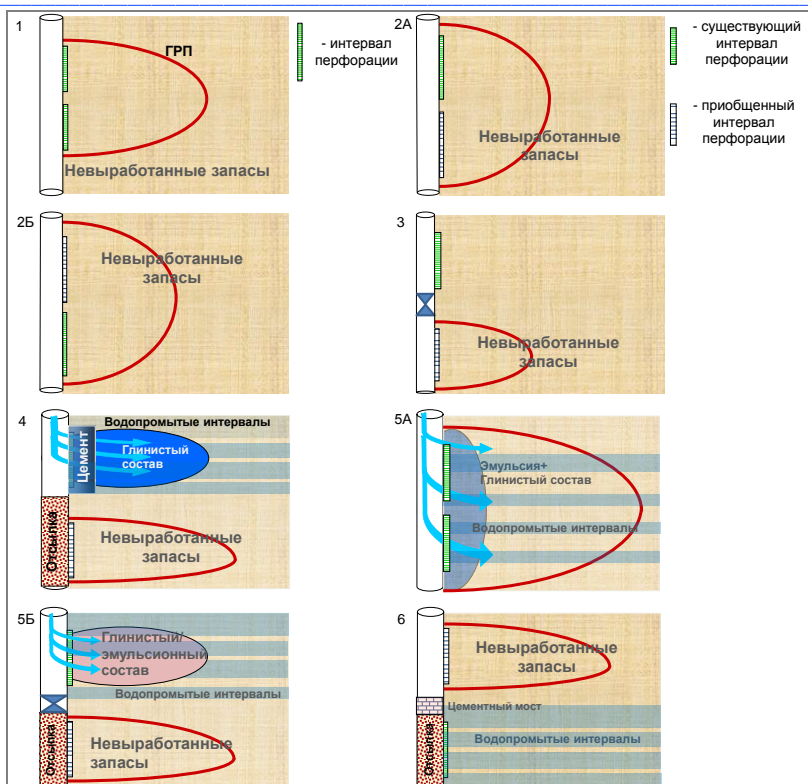 1
ГРП
Невыработанные запасы
- интервал
перфорации
2А
Невыработанные
запасы
- существующий
интервал
перфорации
- приобщенный
интервал
перфорации
2Б
Невыработанные
запасы
3
Невыработанные
запасы
4
Водопромытые интервалы
Цемент
Глинистый
состав
Отсыпка
Невыработанные
запасы
5А
Эмульсия+
Глинистый состав
Водопромытые интервалы
5Б
Глинистый/
эмульсионный
состав
Водопромытые интервалы
Отсыпка
Невыработанные
запасы
6
Невыработанные
запасы
Цементный мост
Отсыпка
Водопромытые интервалы